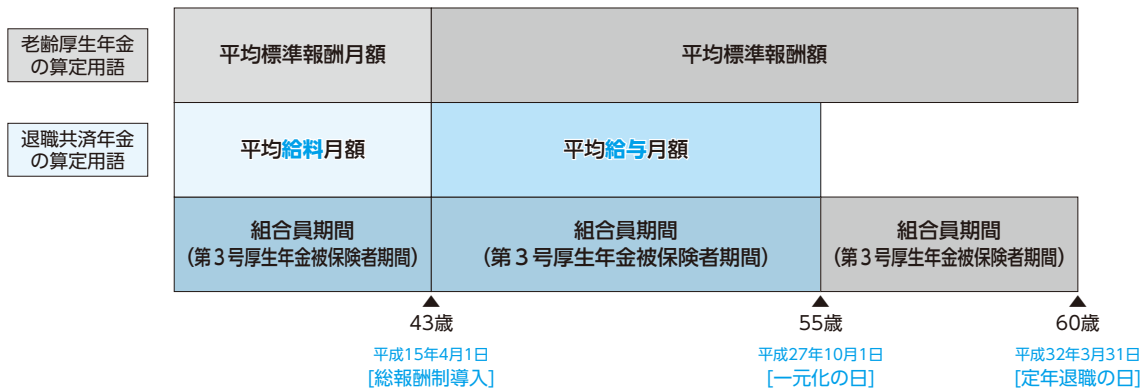 老齢厚生年金
の算定用語
平均標準報酬月額
平均標準報酬額
退職共済年金
の算定用語
平均給料月額
平均給与月額
組合員期間
(第３号厚生年金被保険者期間)
組合員期間
(第３号厚生年金被保険者期間)
組合員期間
(第３号厚生年金被保険者期間)
43歳
55歳
60歳
平成15年4月1日
[総報酬制導入]
平成27年10月1日
[一元化の日]
平成32年3月31日
[定年退職の日]